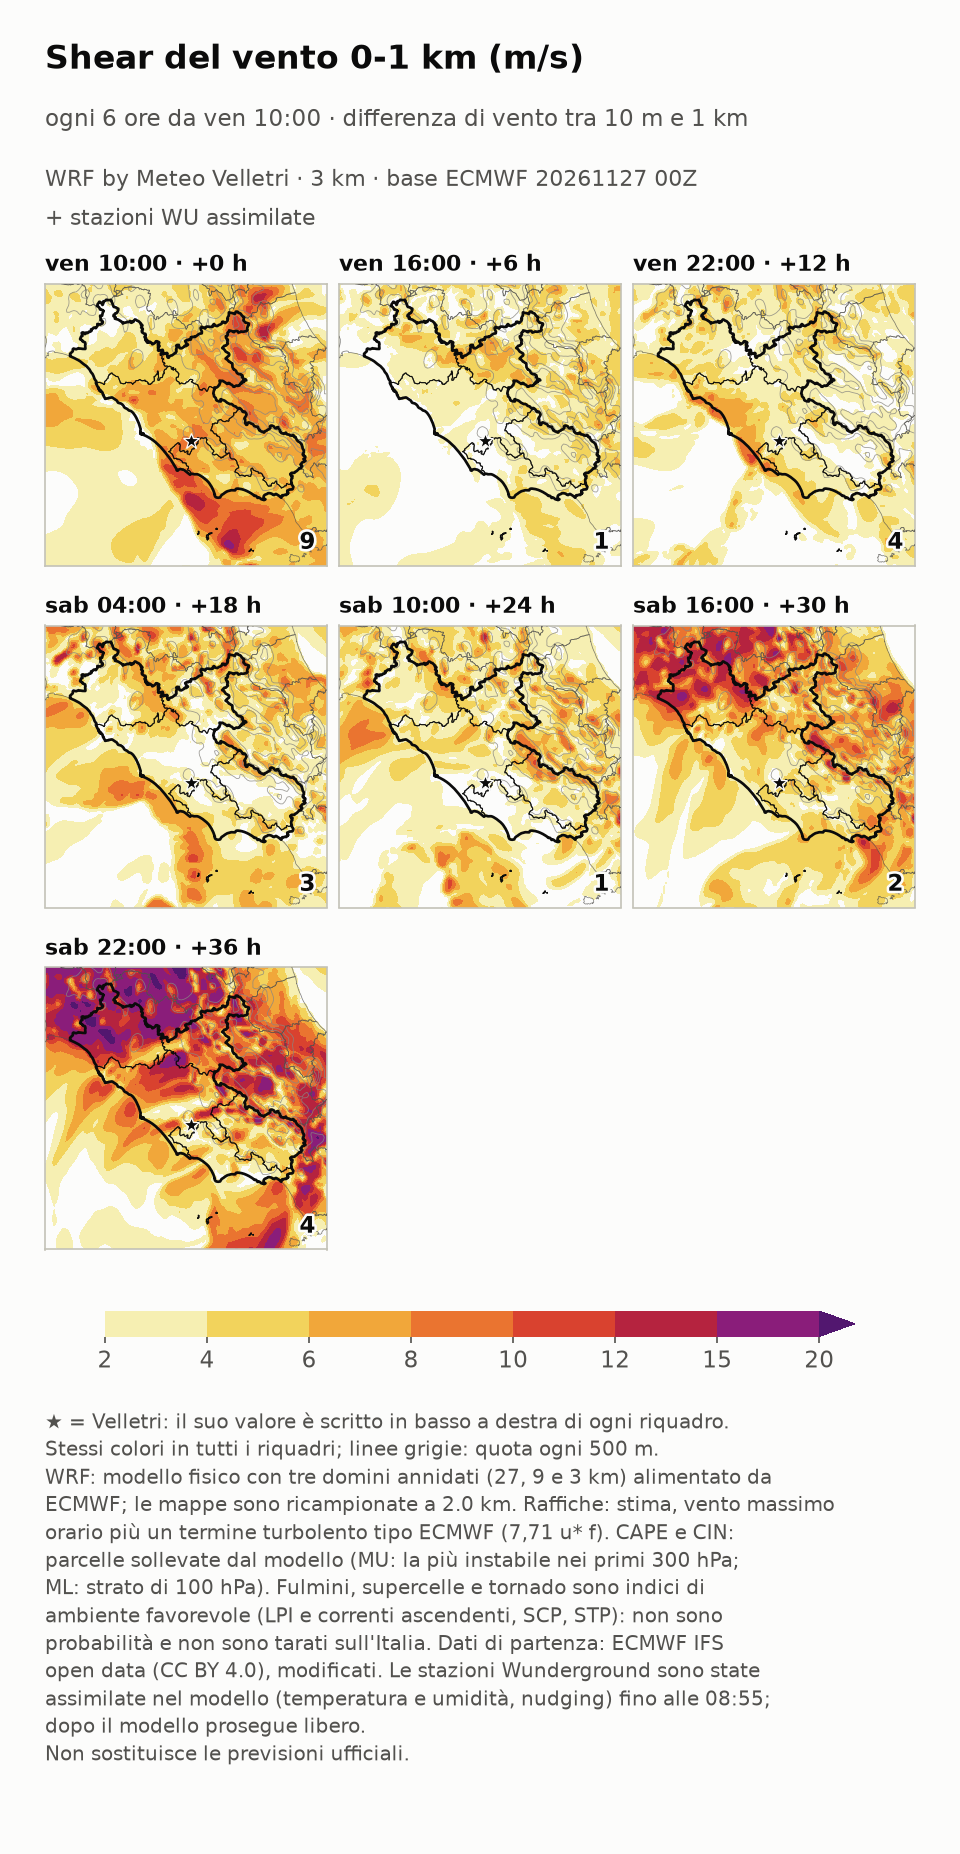 Shear del vento 0-1 km (m/s)
ogni 6 ore da ven 10:00 · differenza di vento tra 10 m e 1 km
WRF by Meteo Velletri · 3 km · base ECMWF 20261127 00Z
+ stazioni WU assimilate
ven 10:00 · +0 h
9
ven 16:00 · +6 h
1
ven 22:00 · +12 h
4
sab 04:00 · +18 h
3
sab 10:00 · +24 h
1
sab 16:00 · +30 h
2
sab 22:00 · +36 h
4
2 4 6 8 10 12 15 20
★ = Velletri: il suo valore è scritto in basso a destra di ogni riquadro.
Stessi colori in tutti i riquadri; linee grigie: quota ogni 500 m.
WRF: modello fisico con tre domini annidati (27, 9 e 3 km) alimentato da
ECMWF; le mappe sono ricampionate a 2.0 km. Raffiche: stima, vento massimo
orario più un termine turbolento tipo ECMWF (7,71 u* f). CAPE e CIN:
parcelle sollevate dal modello (MU: la più instabile nei primi 300 hPa;
ML: strato di 100 hPa). Fulmini, supercelle e tornado sono indici di
ambiente favorevole (LPI e correnti ascendenti, SCP, STP): non sono
probabilità e non sono tarati sull'Italia. Dati di partenza: ECMWF IFS
open data (CC BY 4.0), modificati. Le stazioni Wunderground sono state
assimilate nel modello (temperatura e umidità, nudging) fino alle 08:55;
dopo il modello prosegue libero.
Non sostituisce le previsioni ufficiali.